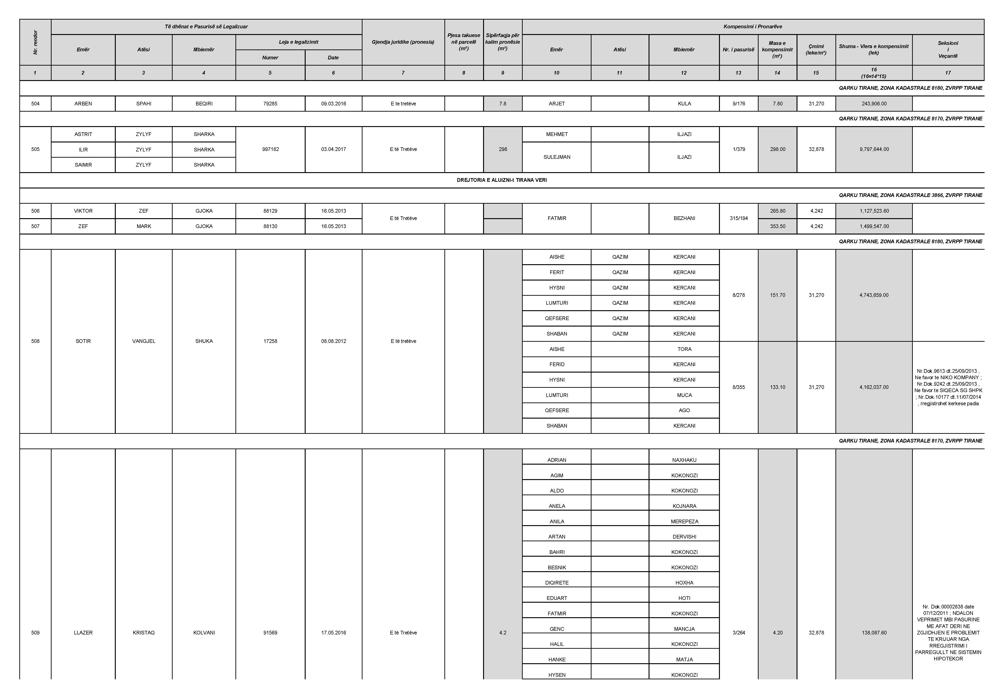 Nr. rendor
Të dhënat e Pasurisë së Legalizuar
Gjendja juridike (pronesia)
Pjesa takuese
në parcelë
(m²)
Sipërfaqja për
kalim pronësie
(m²)
Kompensimi i Pronarëve
Emër
Atësi
Mbiemër
Leja e legalizimit
Numer
Date
Emër
Atësi
Mbiemër
Nr. i pasurisë
Masa e
kompensimit
(m²)
Çmimi
(leke/m²)
Shuma - Vlera e kompensimit
(lek)
Seksioni
i
Veçantë
1 2 3 4 5 6 7 8 9 10 11 12 13 14 15 16 17
(16=14*15)
QARKU TIRANE, ZONA KADASTRALE 8180, ZVRPP TIRANE
504 ARBEN SPAHI BEQIRI 79285 09.03.2016 E te tretëve 7.8 ARJET KULA 9/176 7.80 31,270 243,906.00
QARKU TIRANE, ZONA KADASTRALE 8170, ZVRPP TIRANE
ASTRIT ZYLYF SHARKA MEHMET ILJAZI
505 ILIR ZYLYF SHARKA 997182 03.04.2017 E të Tretëve 298 1/379 298.00 32,878 9,797,644.00
SULEJMAN ILJAZI
SAIMIR ZYLYF SHARKA
DREJTORIA E ALUIZNI-t TIRANA VERI
QARKU TIRANE, ZONA KADASTRALE 3866, ZVRPP TIRANE
506 VIKTOR ZEF GJOKA 88129 16.05.2013 265.80 4,242 1,127,523.60
E të Tretëve FATMIR BEZHANI 315/194
507 ZEF MARK GJOKA 88130 16.05.2013 353.50 4,242 1,499,547.00
QARKU TIRANE, ZONA KADASTRALE 8180, ZVRPP TIRANE
AISHE QAZIM KERCANI
FERIT QAZIM KERCANI
HYSNI QAZIM KERCANI
8/278 151.70 31,270 4,743,659.00
LUMTURI QAZIM KERCANI
QEFSERE QAZIM KERCANI
SHABAN QAZIM KERCANI
508 SOTIR VANGJEL SHUKA 17258 08.08.2012 E të tretëve
AISHE TORA
FERID KERCANI
HYSNI KERCANI
8/355 133.10 31,270 4,162,037.00
Nr.Dok.9613 dt.25/09/2013 ,
Ne favor te NIKO KOMPANY ;
Nr.Dok.9242 dt.25/09/2013 ,
Ne favor te SIQECA SG SHPK
; Nr.Dok.10177 dt.11/07/2014
, rregjistrohet kerkese padia
LUMTURI MUCA
QEFSERE AGO
SHABAN KERCANI
QARKU TIRANE, ZONA KADASTRALE 8170, ZVRPP TIRANE
ADRIAN NAXHAKU
AGIM KOKONOZI
ALDO KOKONOZI
ANELA KOJNARA
ANILA MEREPEZA
ARTAN DERVISHI
BAHRI KOKONOZI
BESNIK KOKONOZI
DIQIRETE HOXHA
EDUART HOTI
FATMIR KOKONOZI
GENC MANCJA
509 LLAZER KRISTAQ KOLVANI 91569 17.05.2016 E të Tretëve 4.2 3/264 4.20 32,878 138,087.60
Nr. Dok.00002838 date
07/12/2011 ; NDALON
VEPRIMET MBI PASURINE
ME AFAT DERI NE
ZGJIDHJEN E PROBLEMIT
TE KRIJUAR NGA
RREGJISTRIMI I
PARREGULLT NE SISTEMIN
HIPOTEKOR
HALIL KOKONOZI
HANKE MATJA
HYSEN KOKONOZI